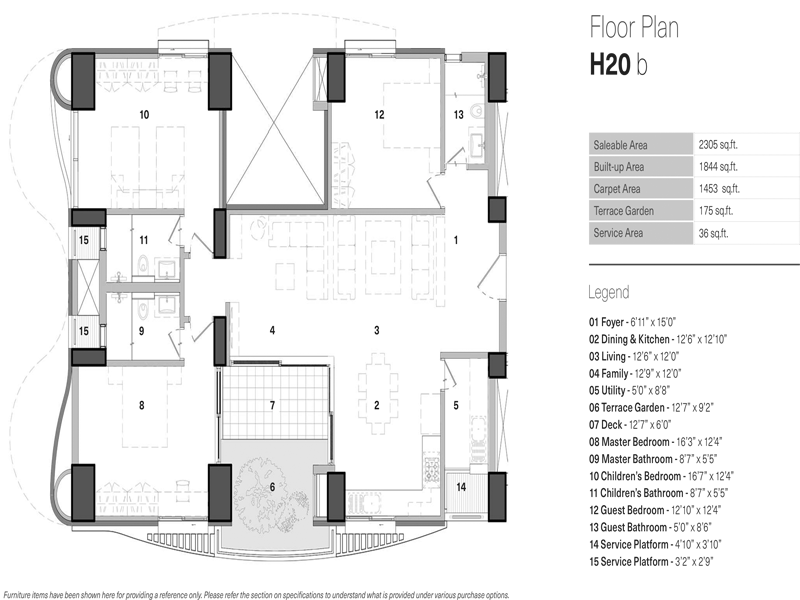 Floor Plan
H20 b
Saleable Area 2305 sq.ft.
Built-up Area 1844 sq.ft.
Carpet Area 1453 sq.ft.
Terrace Garden 175 sq.ft.
Service Area 36 sq.ft.
Legend
01 Foyer - 6'11" x 15'0"
02 Dining & Kitchen - 12'6" x 12'10"
03 Living - 12'6" x 12'0"
04 Family - 12'9" x 12'0"
05 Utility - 5'0" x 8'8"
06 Terrace Garden - 12'7" x 9'2"
07 Deck - 12'7" x 6'0"
08 Master Bedroom - 16'3" x 12'4"
09 Master Bathroom - 8'7" x 5'5"
10 Children's Bedroom - 16'7" x 12'4"
11 Children's Bathroom - 8'7" x 5'5"
12 Guest Bedroom - 12'10" x 12'4"
13 Guest Bathroom - 5'0" x 8'6"
14 Service Platform - 4'10" x 3'10"
15 Service Platform - 3'2" x 2'9"
10
12
13
15
11
1
15
9
4
3
8
7
2
5
6
14
Furniture items have been shown here for providing a reference only. Please refer the section on specifications to understand what is provided under various purchase options.